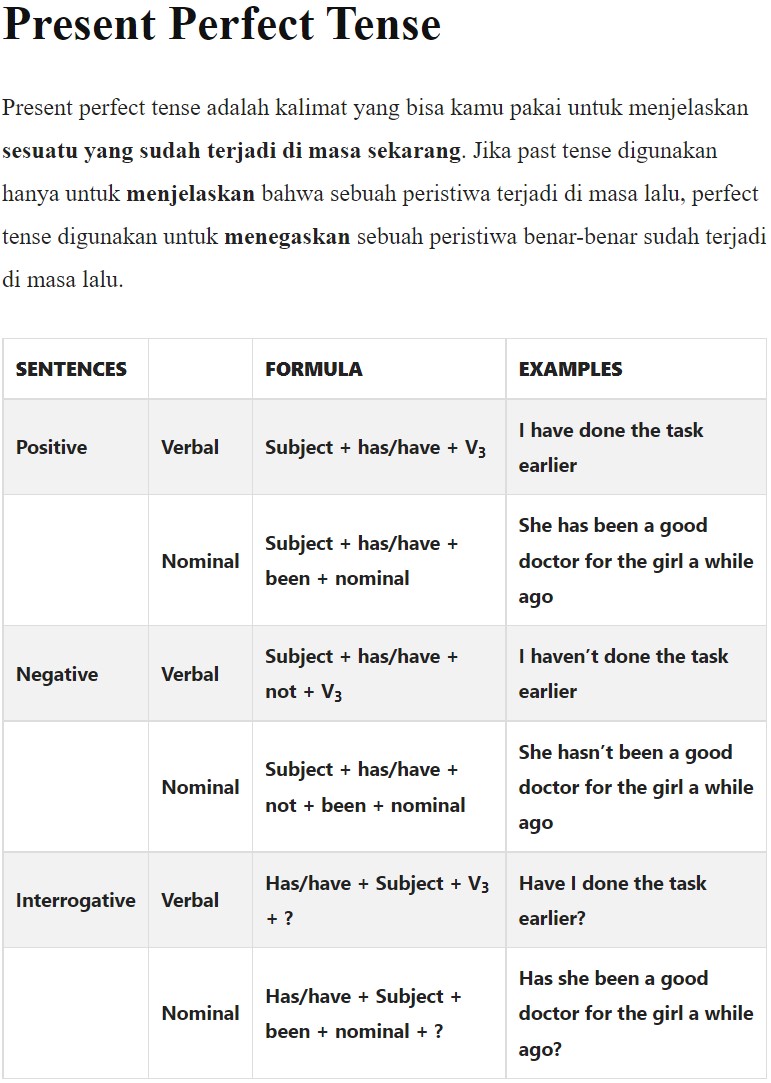 Present Perfect Tense
Present perfect tense adalah kalimat yang bisa kamu pakai untuk menjelaskan
sesuatu yang sudah terjadi di masa sekarang. Jika past tense digunakan
hanya untuk menjelaskan bahwa sebuah peristiwa terjadi di masa lalu, perfect
tense digunakan untuk menegaskan sebuah peristiwa benar-benar sudah terjadi
di masa lalu.
SENTENCES FORMULA EXAMPLES
Positive Verbal Subject + has/have + V₃ I have done the task
earlier
Nominal Subject + has/have +
been + nominal She has been a good
doctor for the girl a while
ago
Negative Verbal Subject + has/have +
not + V₃ I haven’t done the task
earlier
Nominal Subject + has/have +
not + been + nominal She hasn’t been a good
doctor for the girl a while
ago
Interrogative Verbal Has/have + Subject + V₃
+ ? Have I done the task
earlier?
Nominal Has/have + Subject +
been + nominal + ? Has she been a good
doctor for the girl a while
ago?